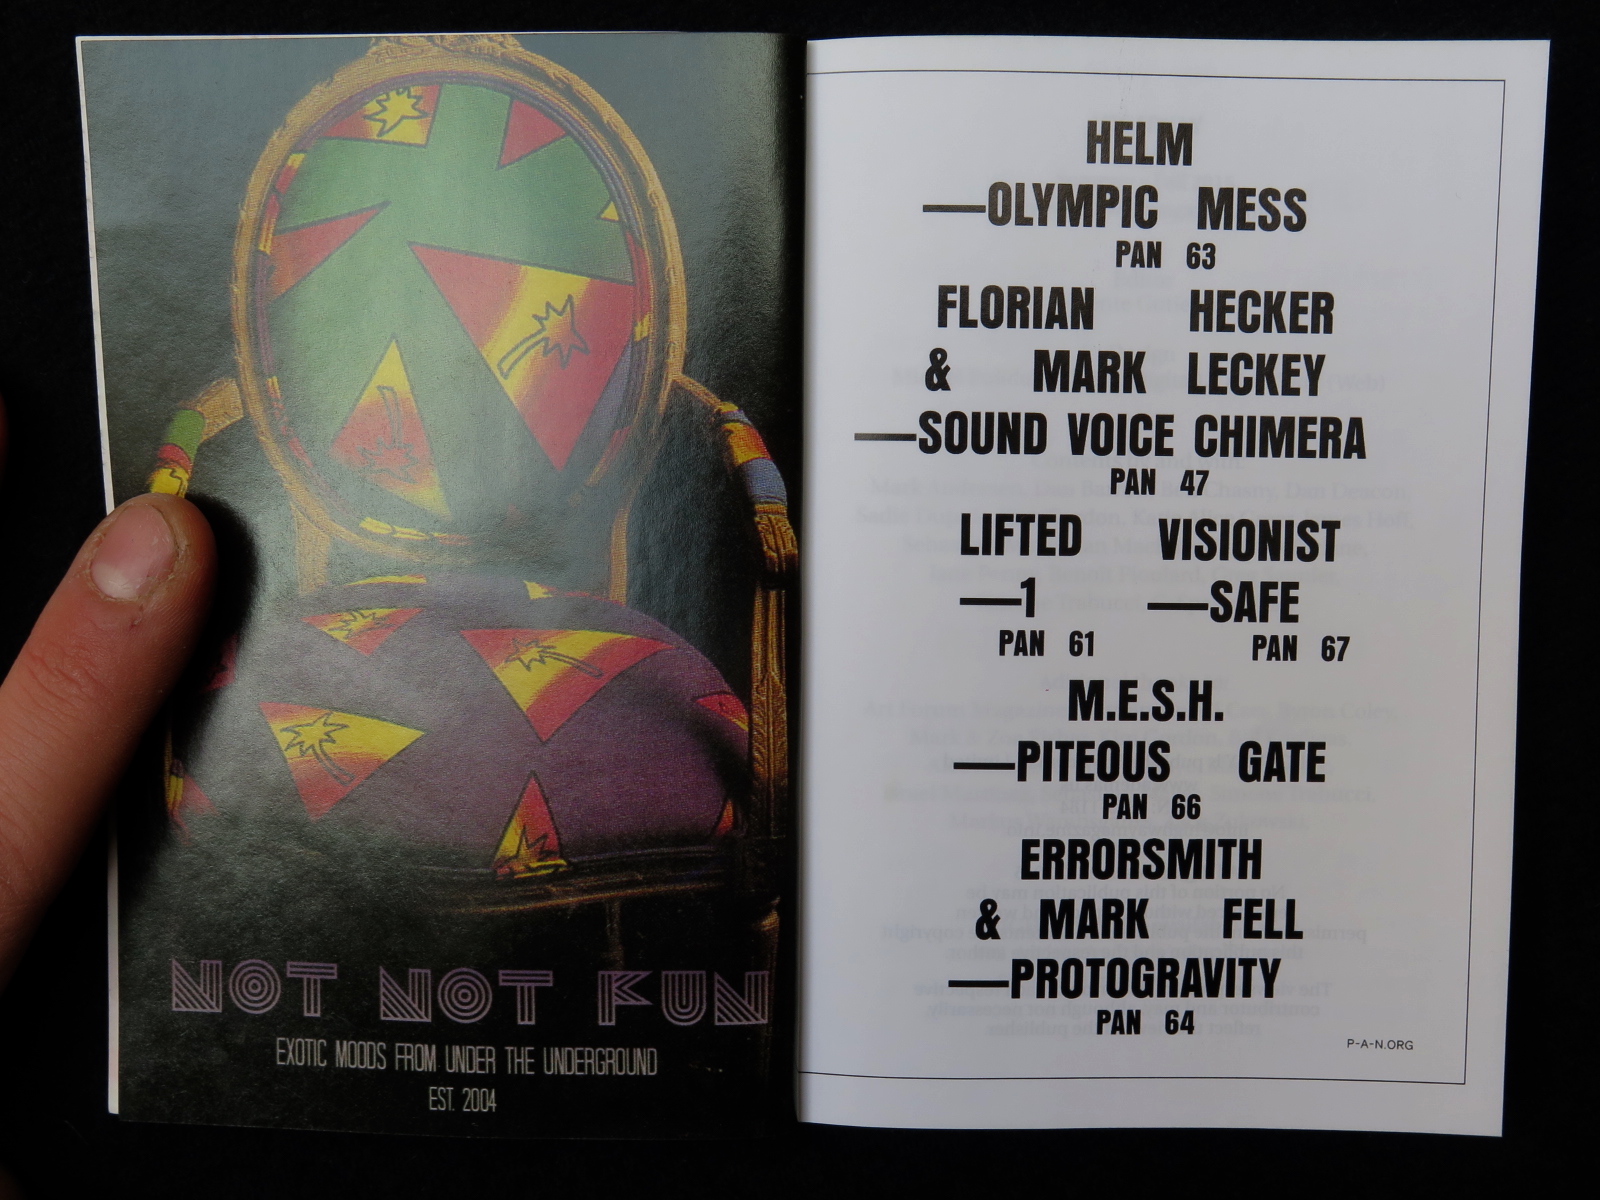 NOT NOT FUN
EXOTIC MOODS FROM UNDER THE UNDERGROUND
EST. 2004
HELM
—OLYMPIC MESS
PAN 63
FLORIAN HECKER
& MARK LECKEY
—SOUND VOICE CHIMERA
PAN 47
LIFTED VISIONIST
—1 —SAFE
PAN 61 PAN 67
M.E.S.H.
—PITEOUS GATE
PAN 66
ERRORSMITH
& MARK FELL
—PROTOGRAVITY
PAN 64
P-A-N.ORG